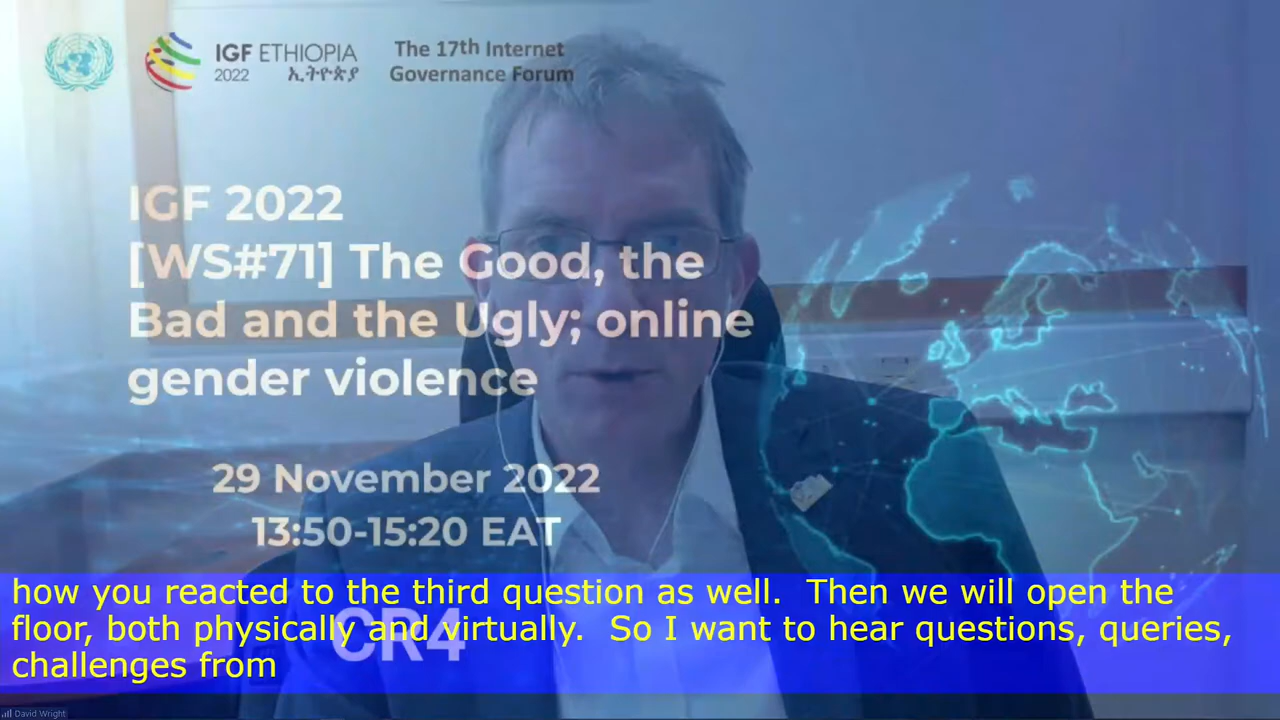 IGF ETHIOPIA
2022 ኢትዮጵያ
The 17th Internet
Governance Forum
IGF 2022
[WS#71] The Good, the
Bad and the Ugly; online
gender violence
29 November 2022
13:50-15:20 EAT
CR4
how you reacted to the third question as well. Then we will open the
floor, both physically and virtually. So I want to hear questions, queries,
challenges from
David Wright